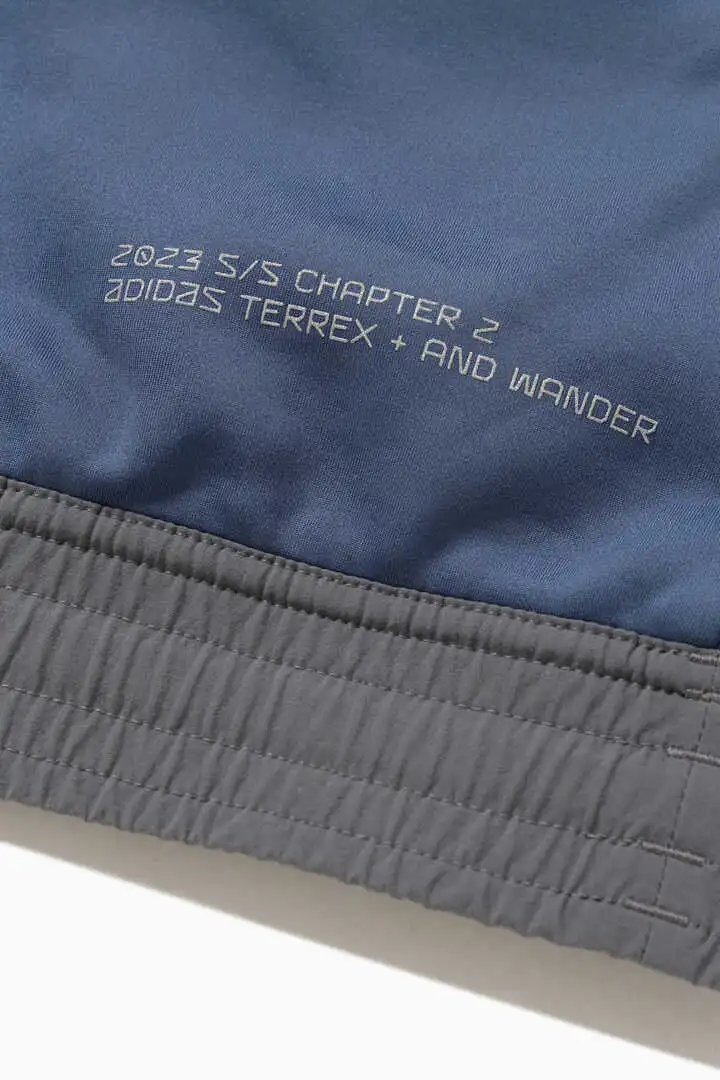 2023 S/S CHAPTER 2
adidas TERREX + AND WANDER